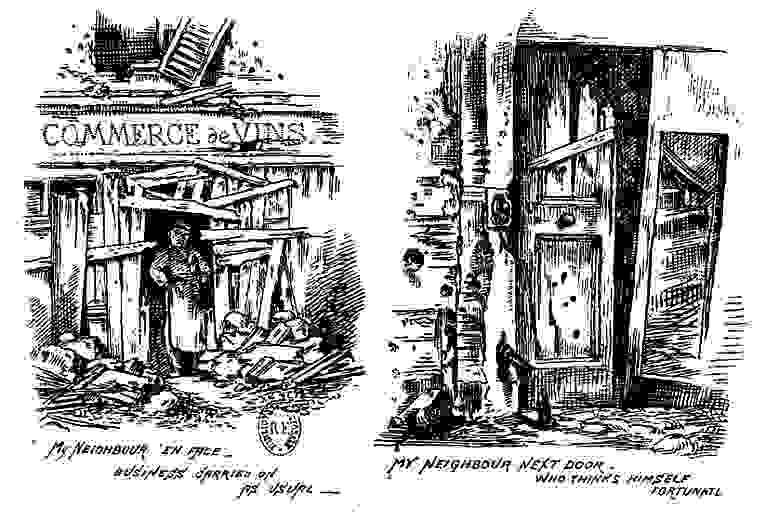 COMMERCE de VINS.
MY NEIGHBOUR 'EN FACE_
BUSINESS CARRIED ON
AS USUAL _
MY NEIGHBOUR NEXT DOOR.
WHO THINKS HIMSELF
FORTUNATE